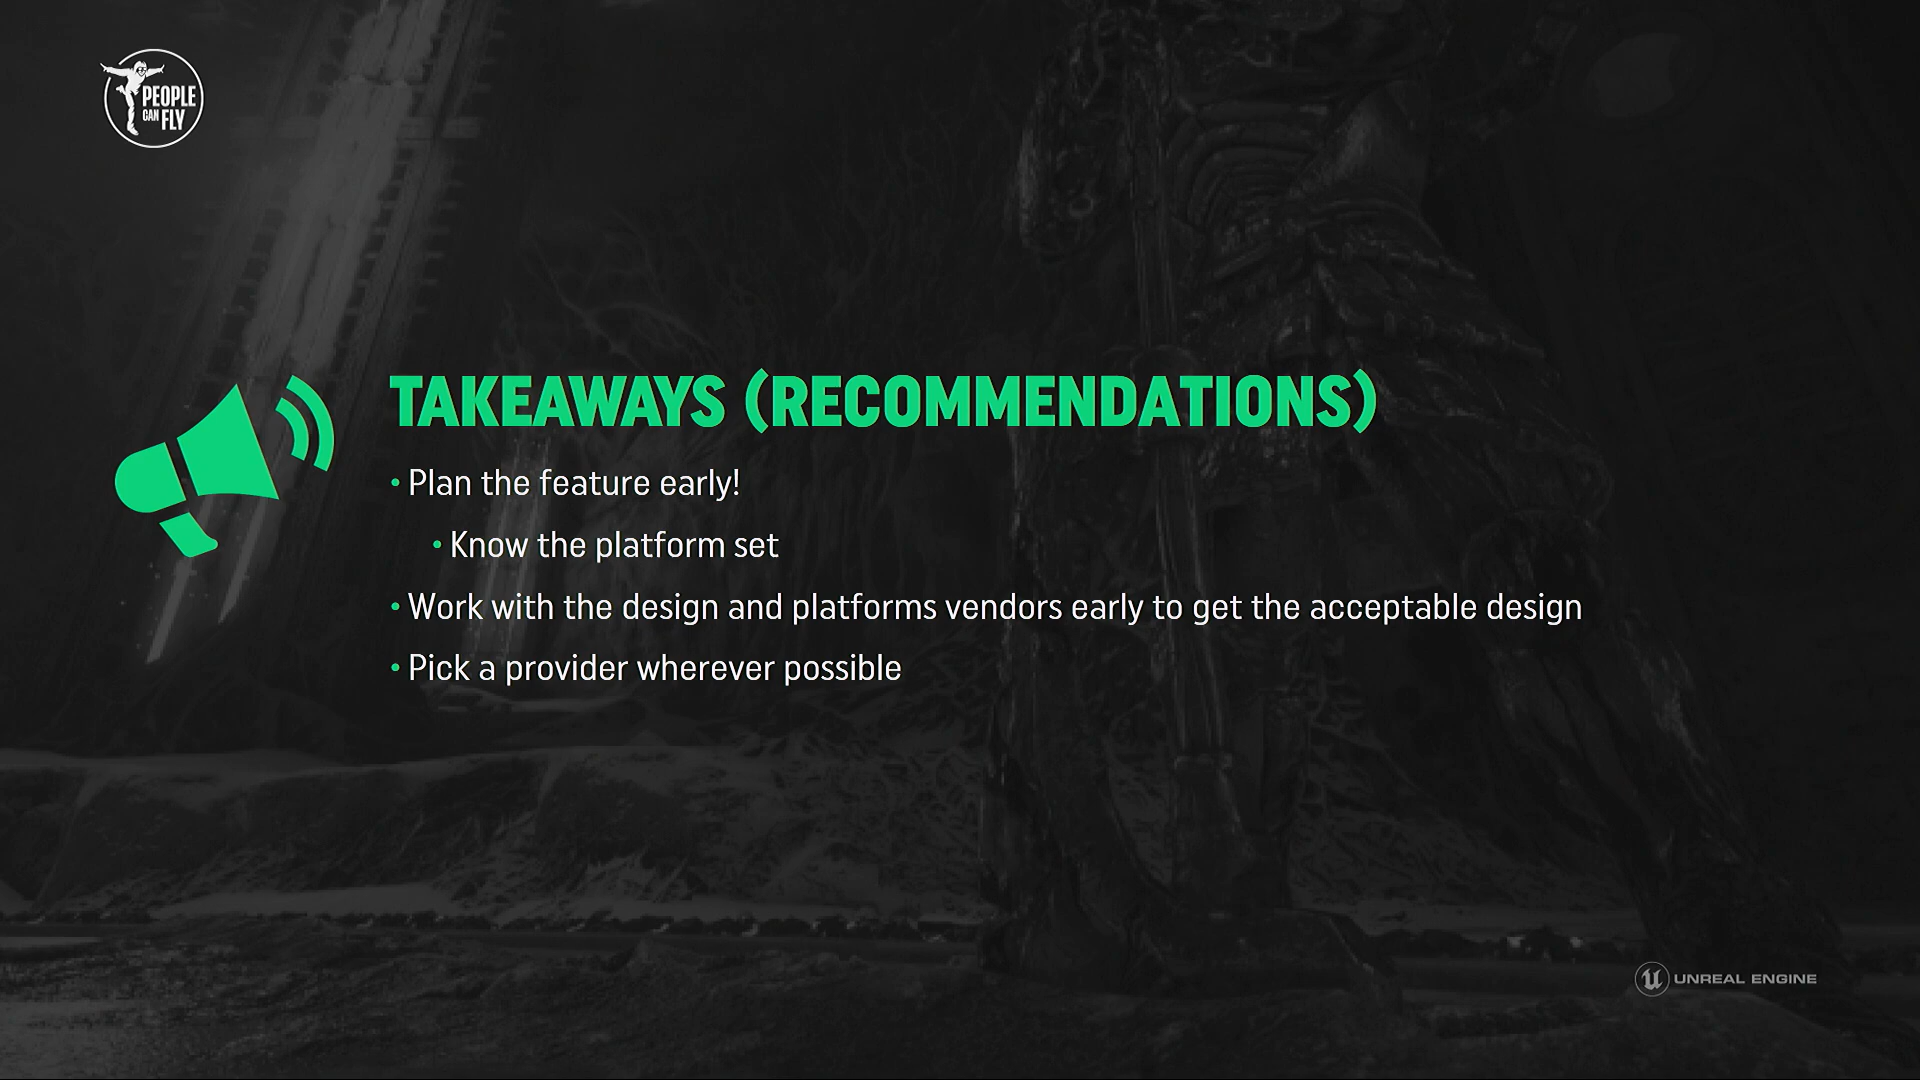 PEOPLE
CAN FLY
TAKEAWAYS (RECOMMENDATIONS)
• Plan the feature early!
• Know the platform set
• Work with the design and platforms vendors early to get the acceptable design
• Pick a provider wherever possible
UNREAL ENGINE